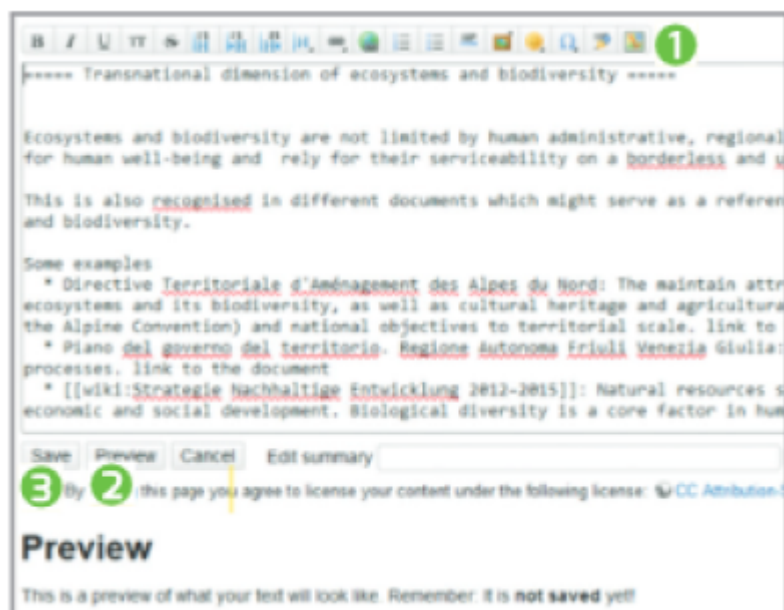 B I U TT S
1
===== Transnational dimension of ecosystems and biodiversity =====
Ecosystems and biodiversity are not limited by human administrative, regional
for human well-being and rely for their serviceability on a borderless and u
This is also recognised in different documents which might serve as a referen
and biodiversity.
Some examples
* Directive Territoriale d'Aménagement des Alpes du Nord: The maintain attr
ecosystems and its biodiversity, as well as cultural heritage and agricultur
the Alpine Convention) and national objectives to territorial scale. link to
* Piano del governo del territorio. Regione Autonoma Friuli Venezia Giulia:
processes. link to the document
* [[wiki:Strategie Nachhaltige Entwicklung 2012-2015]]: Natural resources s
economic and social development. Biological diversity is a core factor in hum
Save Preview Cancel Edit summary
3 By 2 this page you agree to license your content under the following license: CC Attribution-S
Preview
This is a preview of what your text will look like. Remember: It is not saved yet!